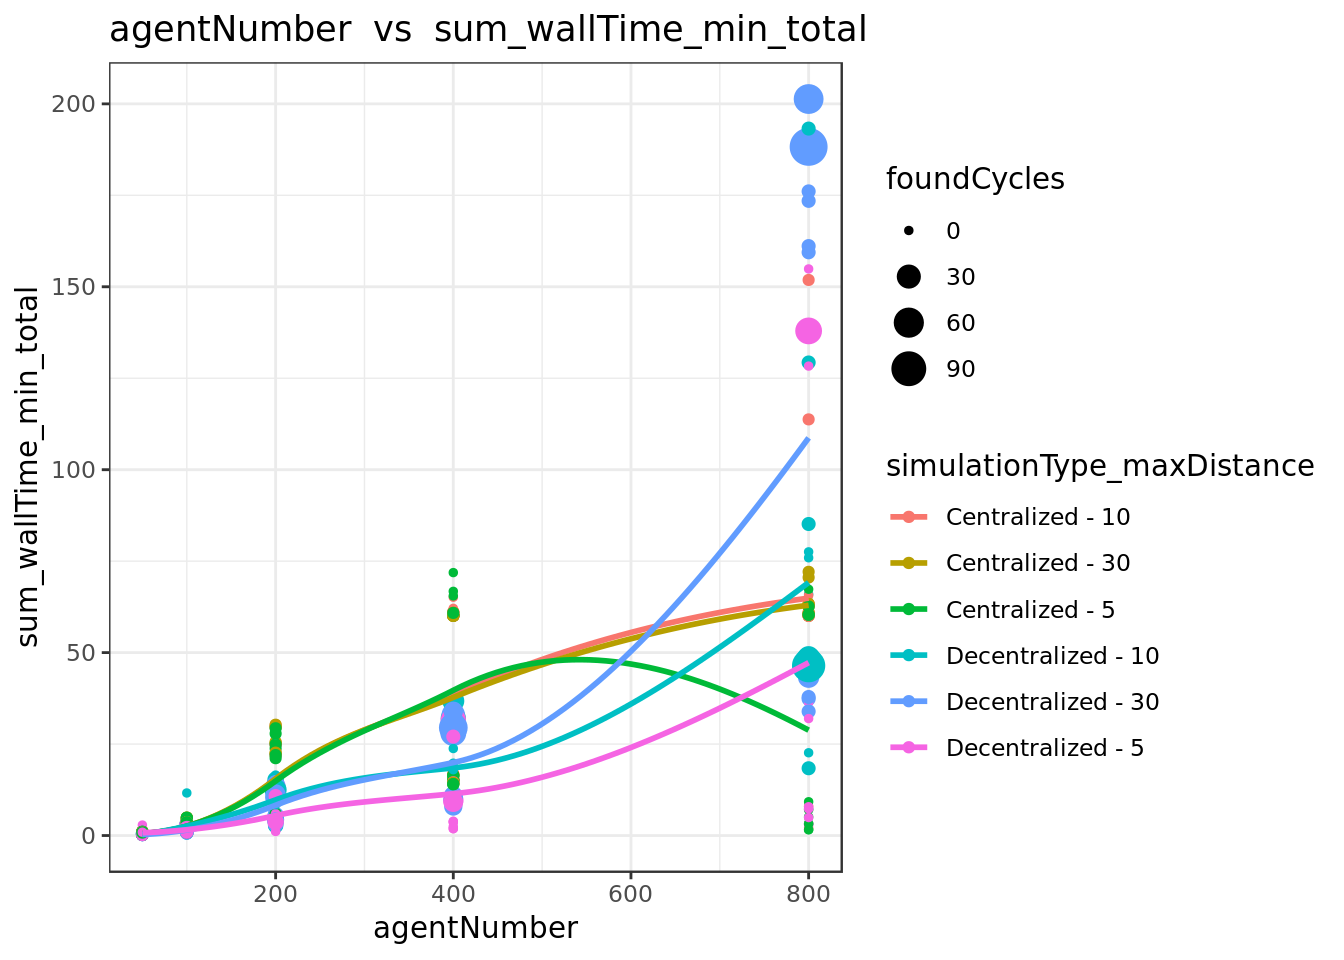 agentNumber vs sum_wallTime_min_total
sum_wallTime_min_total
200
150
100
50
0
200
400
600
800
agentNumber
foundCycles
0
30
60
90
simulationType_maxDistance
Centralized - 10
Centralized - 30
Centralized - 5
Decentralized - 10
Decentralized - 30
Decentralized - 5